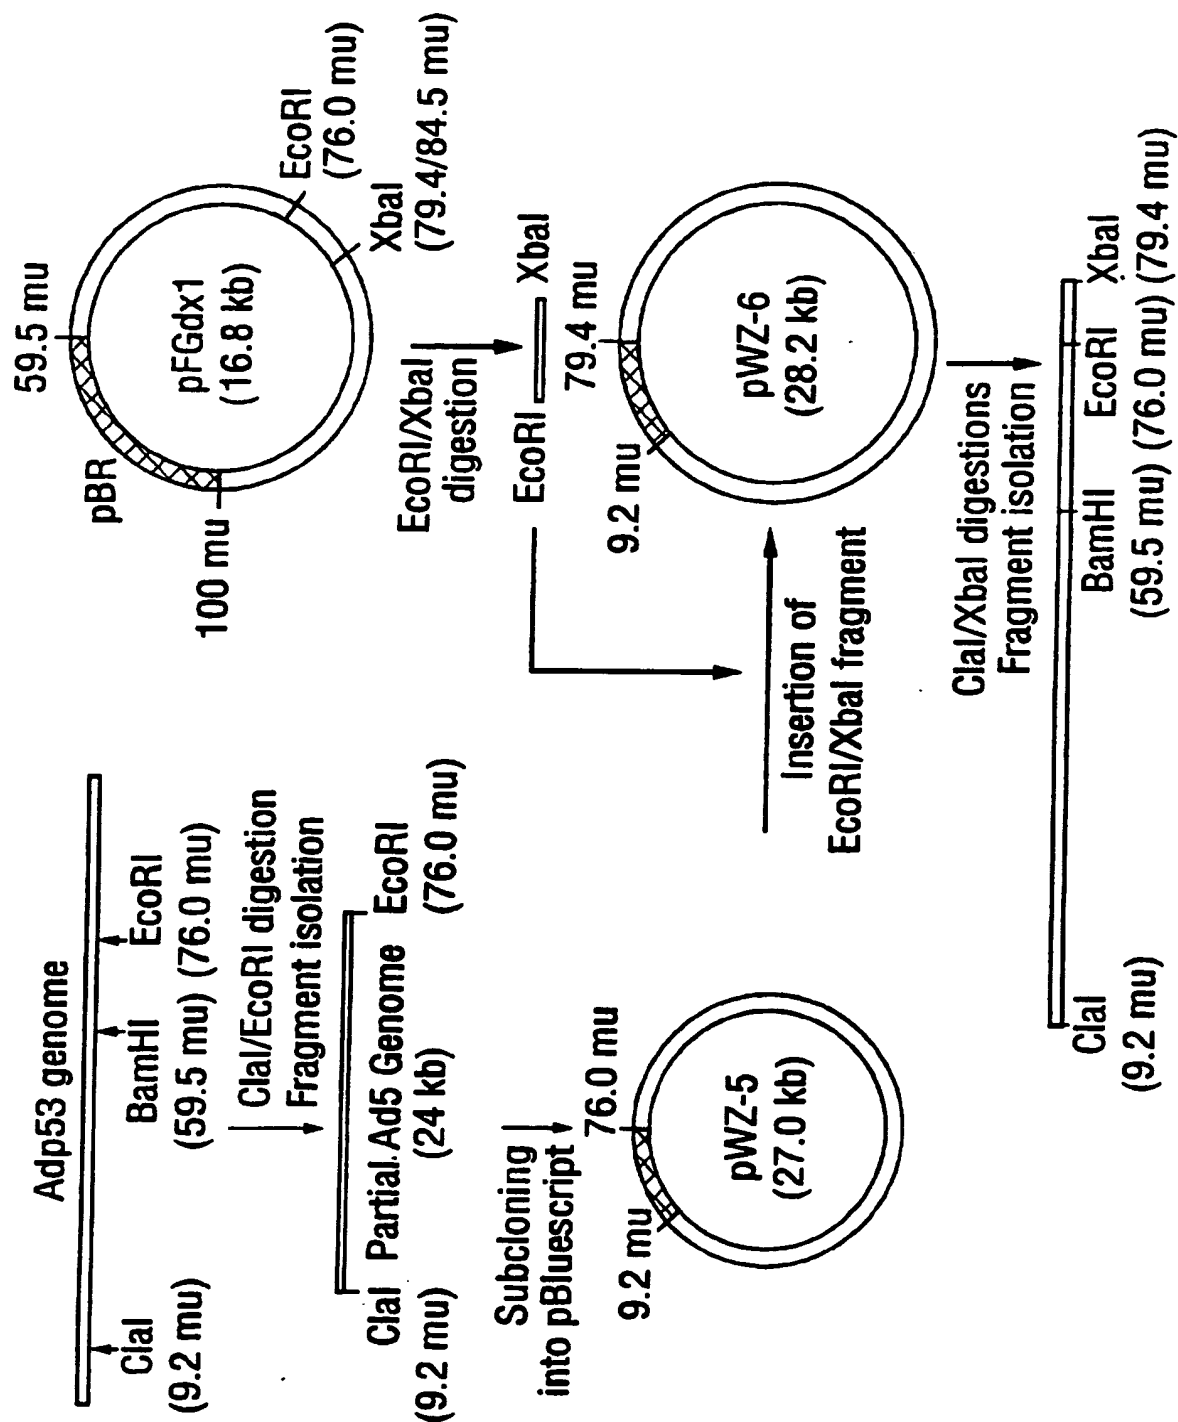 Adp53 genome
ClaI
(9.2 mu)
BamHI
(59.5 mu)
EcoRI
(76.0 mu)
ClaI/EcoRI digestion
Fragment isolation
ClaI
(9.2 mu)
Partial Ad5 Genome
(24 kb)
EcoRI
(76.0 mu)
Subcloning
into pBluescript
9.2 mu
76.0 mu
pWZ-5
(27.0 kb)
59.5 mu
pBR
100 mu
pFGdx1
(16.8 kb)
EcoRI
(76.0 mu)
XbaI
(79.4/84.5 mu)
EcoRI/XbaI
digestion
EcoRI
XbaI
Insertion of
EcoRI/XbaI fragment
9.2 mu
79.4 mu
pWZ-6
(28.2 kb)
ClaI/XbaI digestions
Fragment isolation
ClaI
(9.2 mu)
BamHI
(59.5 mu)
EcoRI
(76.0 mu)
XbaI
(79.4 mu)